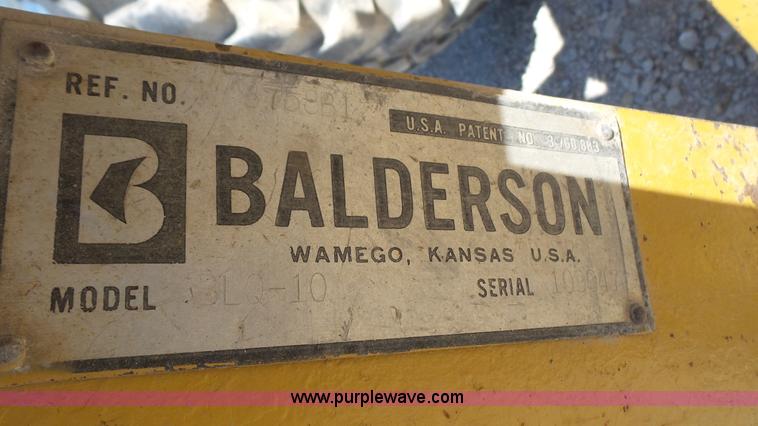 REF. NO.
U.S.A. PATENT NO.
BALDERSON
WAMEGO, KANSAS U.S.A.
MODEL SERIAL
www.purplewave.com